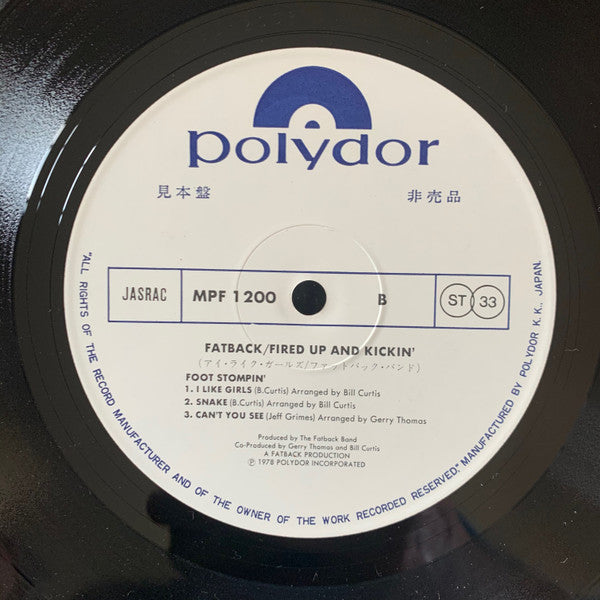 polydor
見本盤 非売品
JASRAC MPF 1200 B ST 33
FATBACK/FIRED UP AND KICKIN'
(アイ・ライク・ガールズ/ファットバック・バンド)
FOOT STOMPIN'
1. I LIKE GIRLS (B.Curtis) Arranged by Bill Curtis
2. SNAKE (B.Curtis) Arranged by Bill Curtis
3. CAN'T YOU SEE (Jeff Grimes) Arranged by Gerry Thomas
Produced by The Fatback Band
Co-Produced by Gerry Thomas and Bill Curtis
A FATBACK PRODUCTION
Ⓟ 1978 POLYDOR INCORPORATED
"ALL RIGHTS OF THE RECORD MANUFACTURER AND OF THE OWNER OF THE WORK RECORDED RESERVED." MANUFACTURED BY POLYDOR K.K., JAPAN.